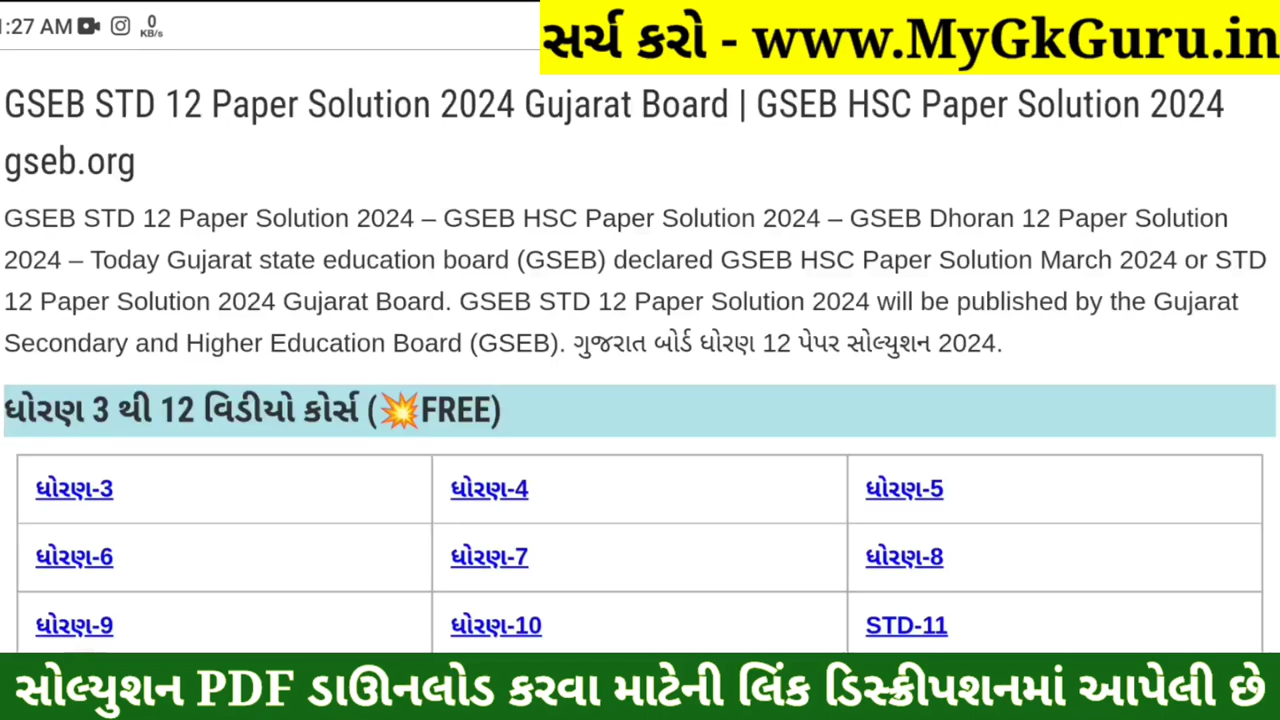 1:27 AM 0 KB/s
સર્ચ કરો - www.MyGkGuru.in
GSEB STD 12 Paper Solution 2024 Gujarat Board | GSEB HSC Paper Solution 2024
gseb.org
GSEB STD 12 Paper Solution 2024 – GSEB HSC Paper Solution 2024 – GSEB Dhoran 12 Paper Solution
2024 – Today Gujarat state education board (GSEB) declared GSEB HSC Paper Solution March 2024 or STD
12 Paper Solution 2024 Gujarat Board. GSEB STD 12 Paper Solution 2024 will be published by the Gujarat
Secondary and Higher Education Board (GSEB). ગુજરાત બોર્ડ ધોરણ 12 પેપર સોલ્યુશન 2024.
ધોરણ 3 થી 12 વિડીયો કોર્સ (💥FREE)
ધોરણ-3 ધોરણ-4 ધોરણ-5
ધોરણ-6 ધોરણ-7 ધોરણ-8
ધોરણ-9 ધોરણ-10 STD-11
સોલ્યુશન PDF ડાઊનલોડ કરવા માટેની લિંક ડિસ્ક્રીપશનમાં આપેલી છે